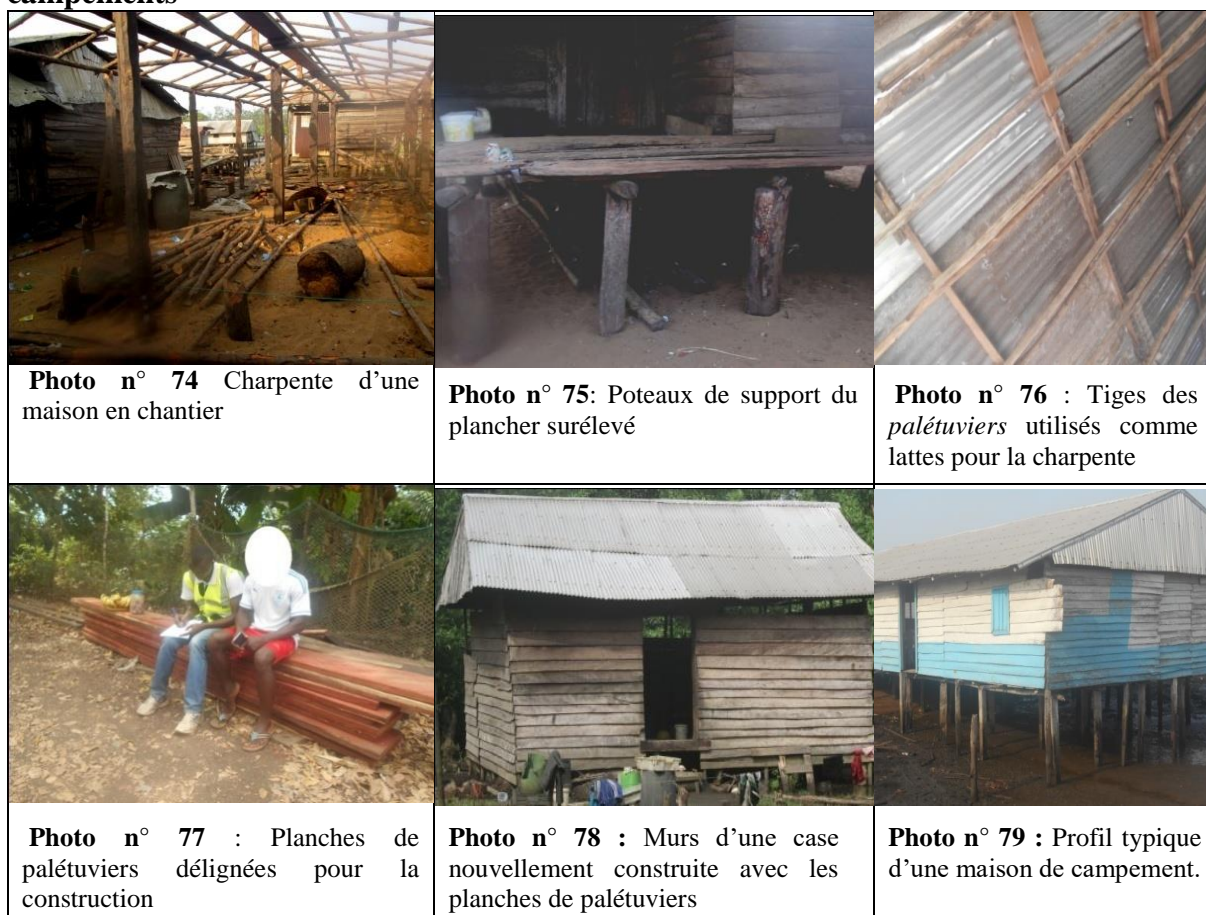 campements
Photo n° 74 Charpente d’une
maison en chantier
Photo n° 75: Poteaux de support du
plancher surélevé
Photo n° 76 : Tiges des
palétuviers utilisés comme
lattes pour la charpente
Photo n° 77 : Planches de
palétuviers délignées pour la
construction
Photo n° 78 : Murs d’une case
nouvellement construite avec les
planches de palétuviers
Photo n° 79 : Profil typique
d’une maison de campement.